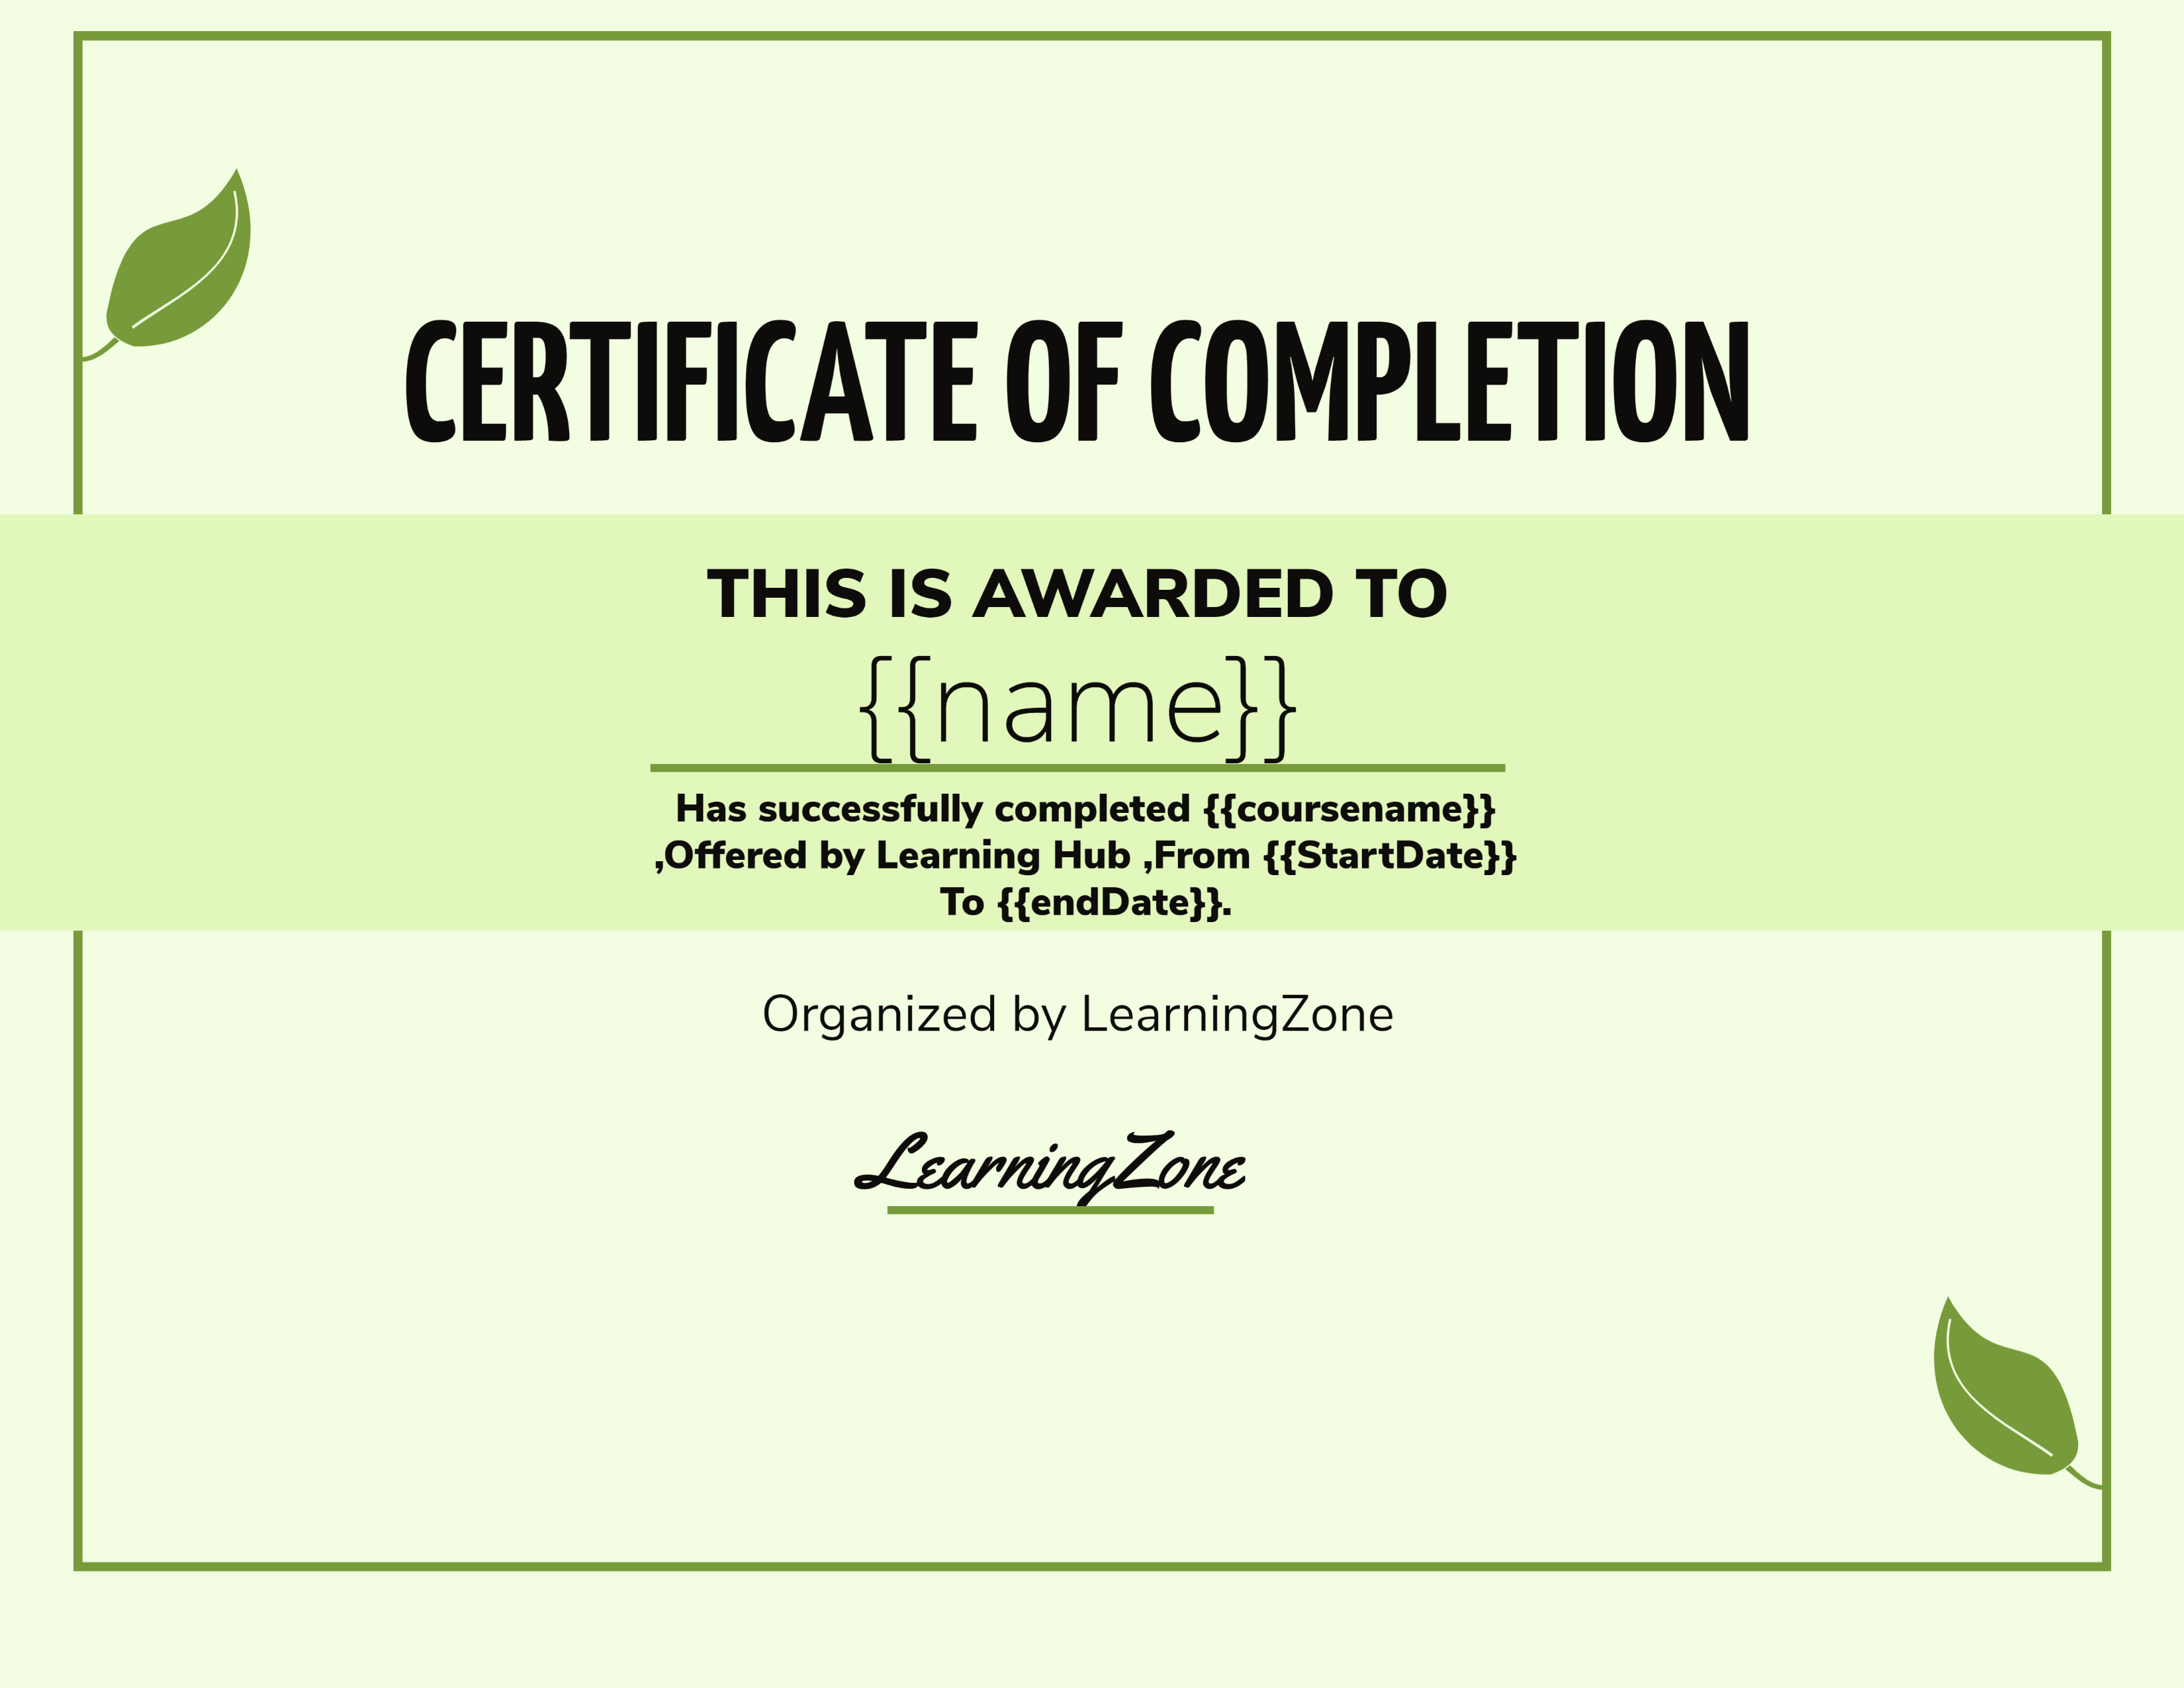 CERTIFICATE OF COMPLETION
THIS IS AWARDED TO
{{name}}
Has successfully completed {{coursename}}
,Offered by Learning Hub ,From {{StartDate}}
To {{endDate}}.
Organized by LearningZone
LearningZone